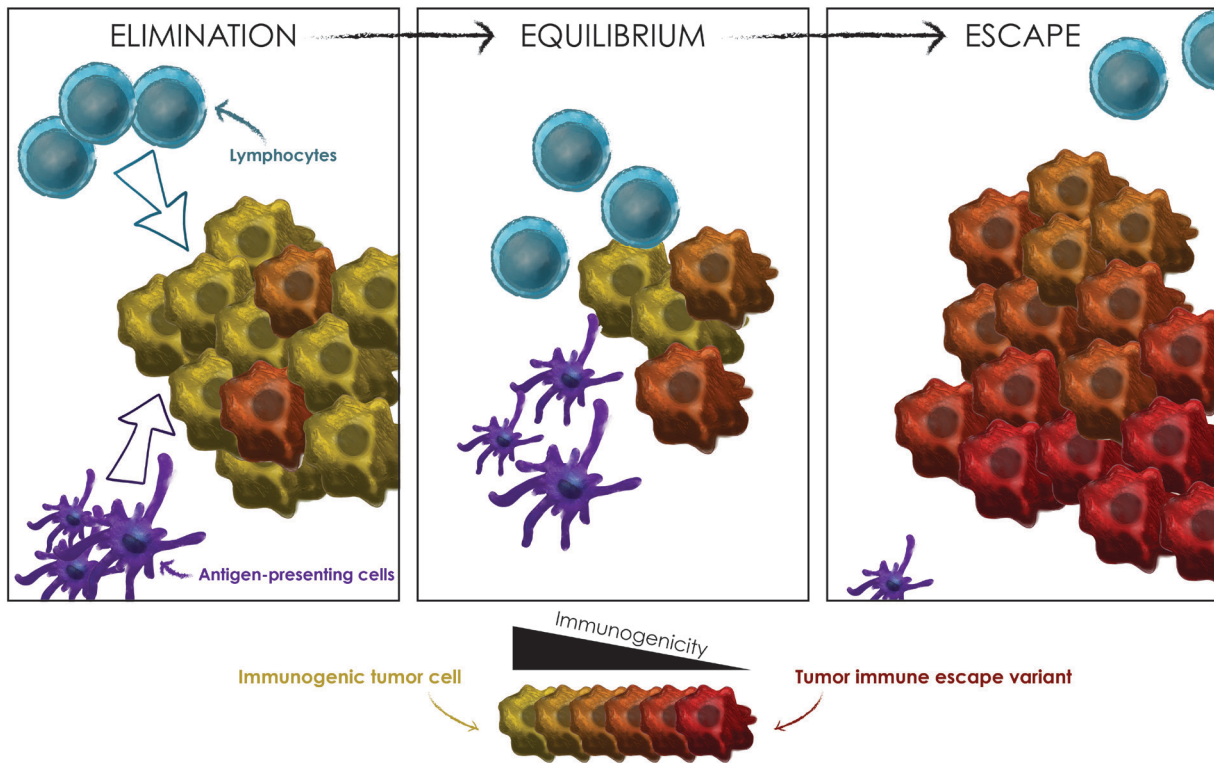 ELIMINATION
EQUILIBRIUM
ESCAPE
Lymphocytes
Antigen-presenting cells
Immunogenicity
Immunogenic tumor cell
Tumor immune escape variant